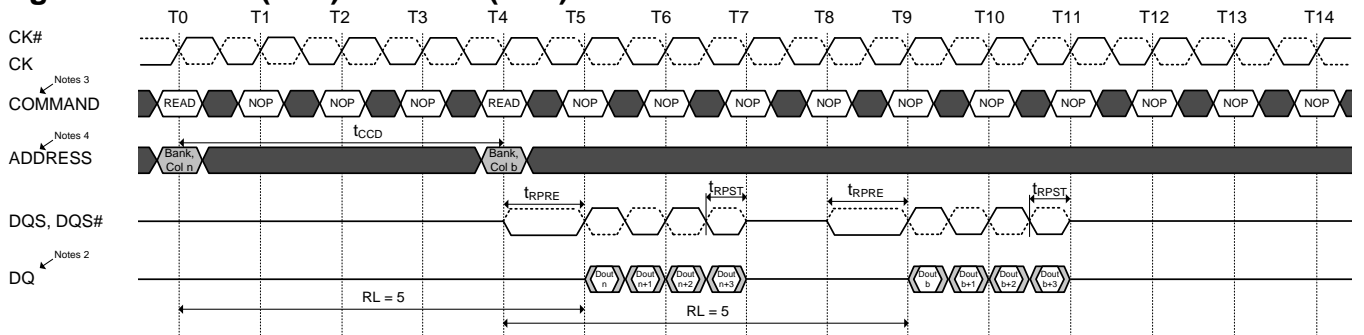 T0 T1 T2 T3 T4 T5 T6 T7 T8 T9 T10 T11 T12 T13 T14
CK#
CK
Notes 3
COMMAND READ NOP NOP NOP READ NOP NOP NOP NOP NOP NOP NOP NOP NOP NOP
tCCD
Notes 4
ADDRESS
Bank, Col n
Bank, Col b
tRPRE tRPST tRPRE tRPST
DQS, DQS#
Notes 2
DQ
Dout n
Dout n+1
Dout n+2
Dout n+3
Dout b
Dout b+1
Dout b+2
Dout b+3
RL = 5
RL = 5